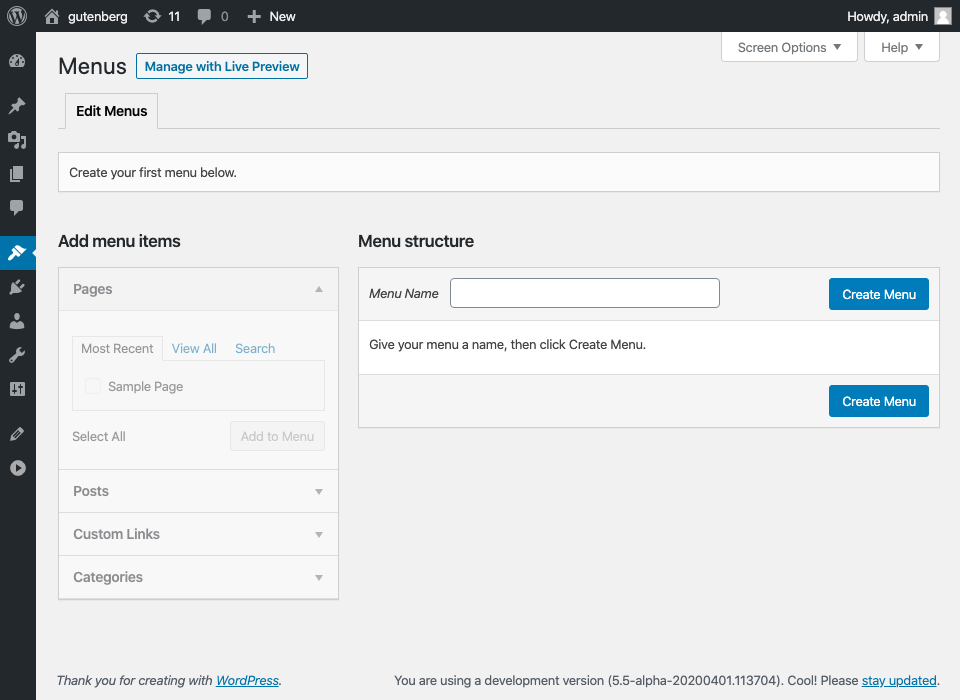 gutenberg 11 0 New Howdy, admin
Screen Options Help
Menus Manage with Live Preview
Edit Menus
Create your first menu below.
Add menu items
Pages
Most Recent View All Search
Sample Page
Select All Add to Menu
Posts
Custom Links
Categories
Menu structure
Menu Name Create Menu
Give your menu a name, then click Create Menu.
Create Menu
Thank you for creating with WordPress. You are using a development version (5.5-alpha-20200401.113704). Cool! Please stay updated.